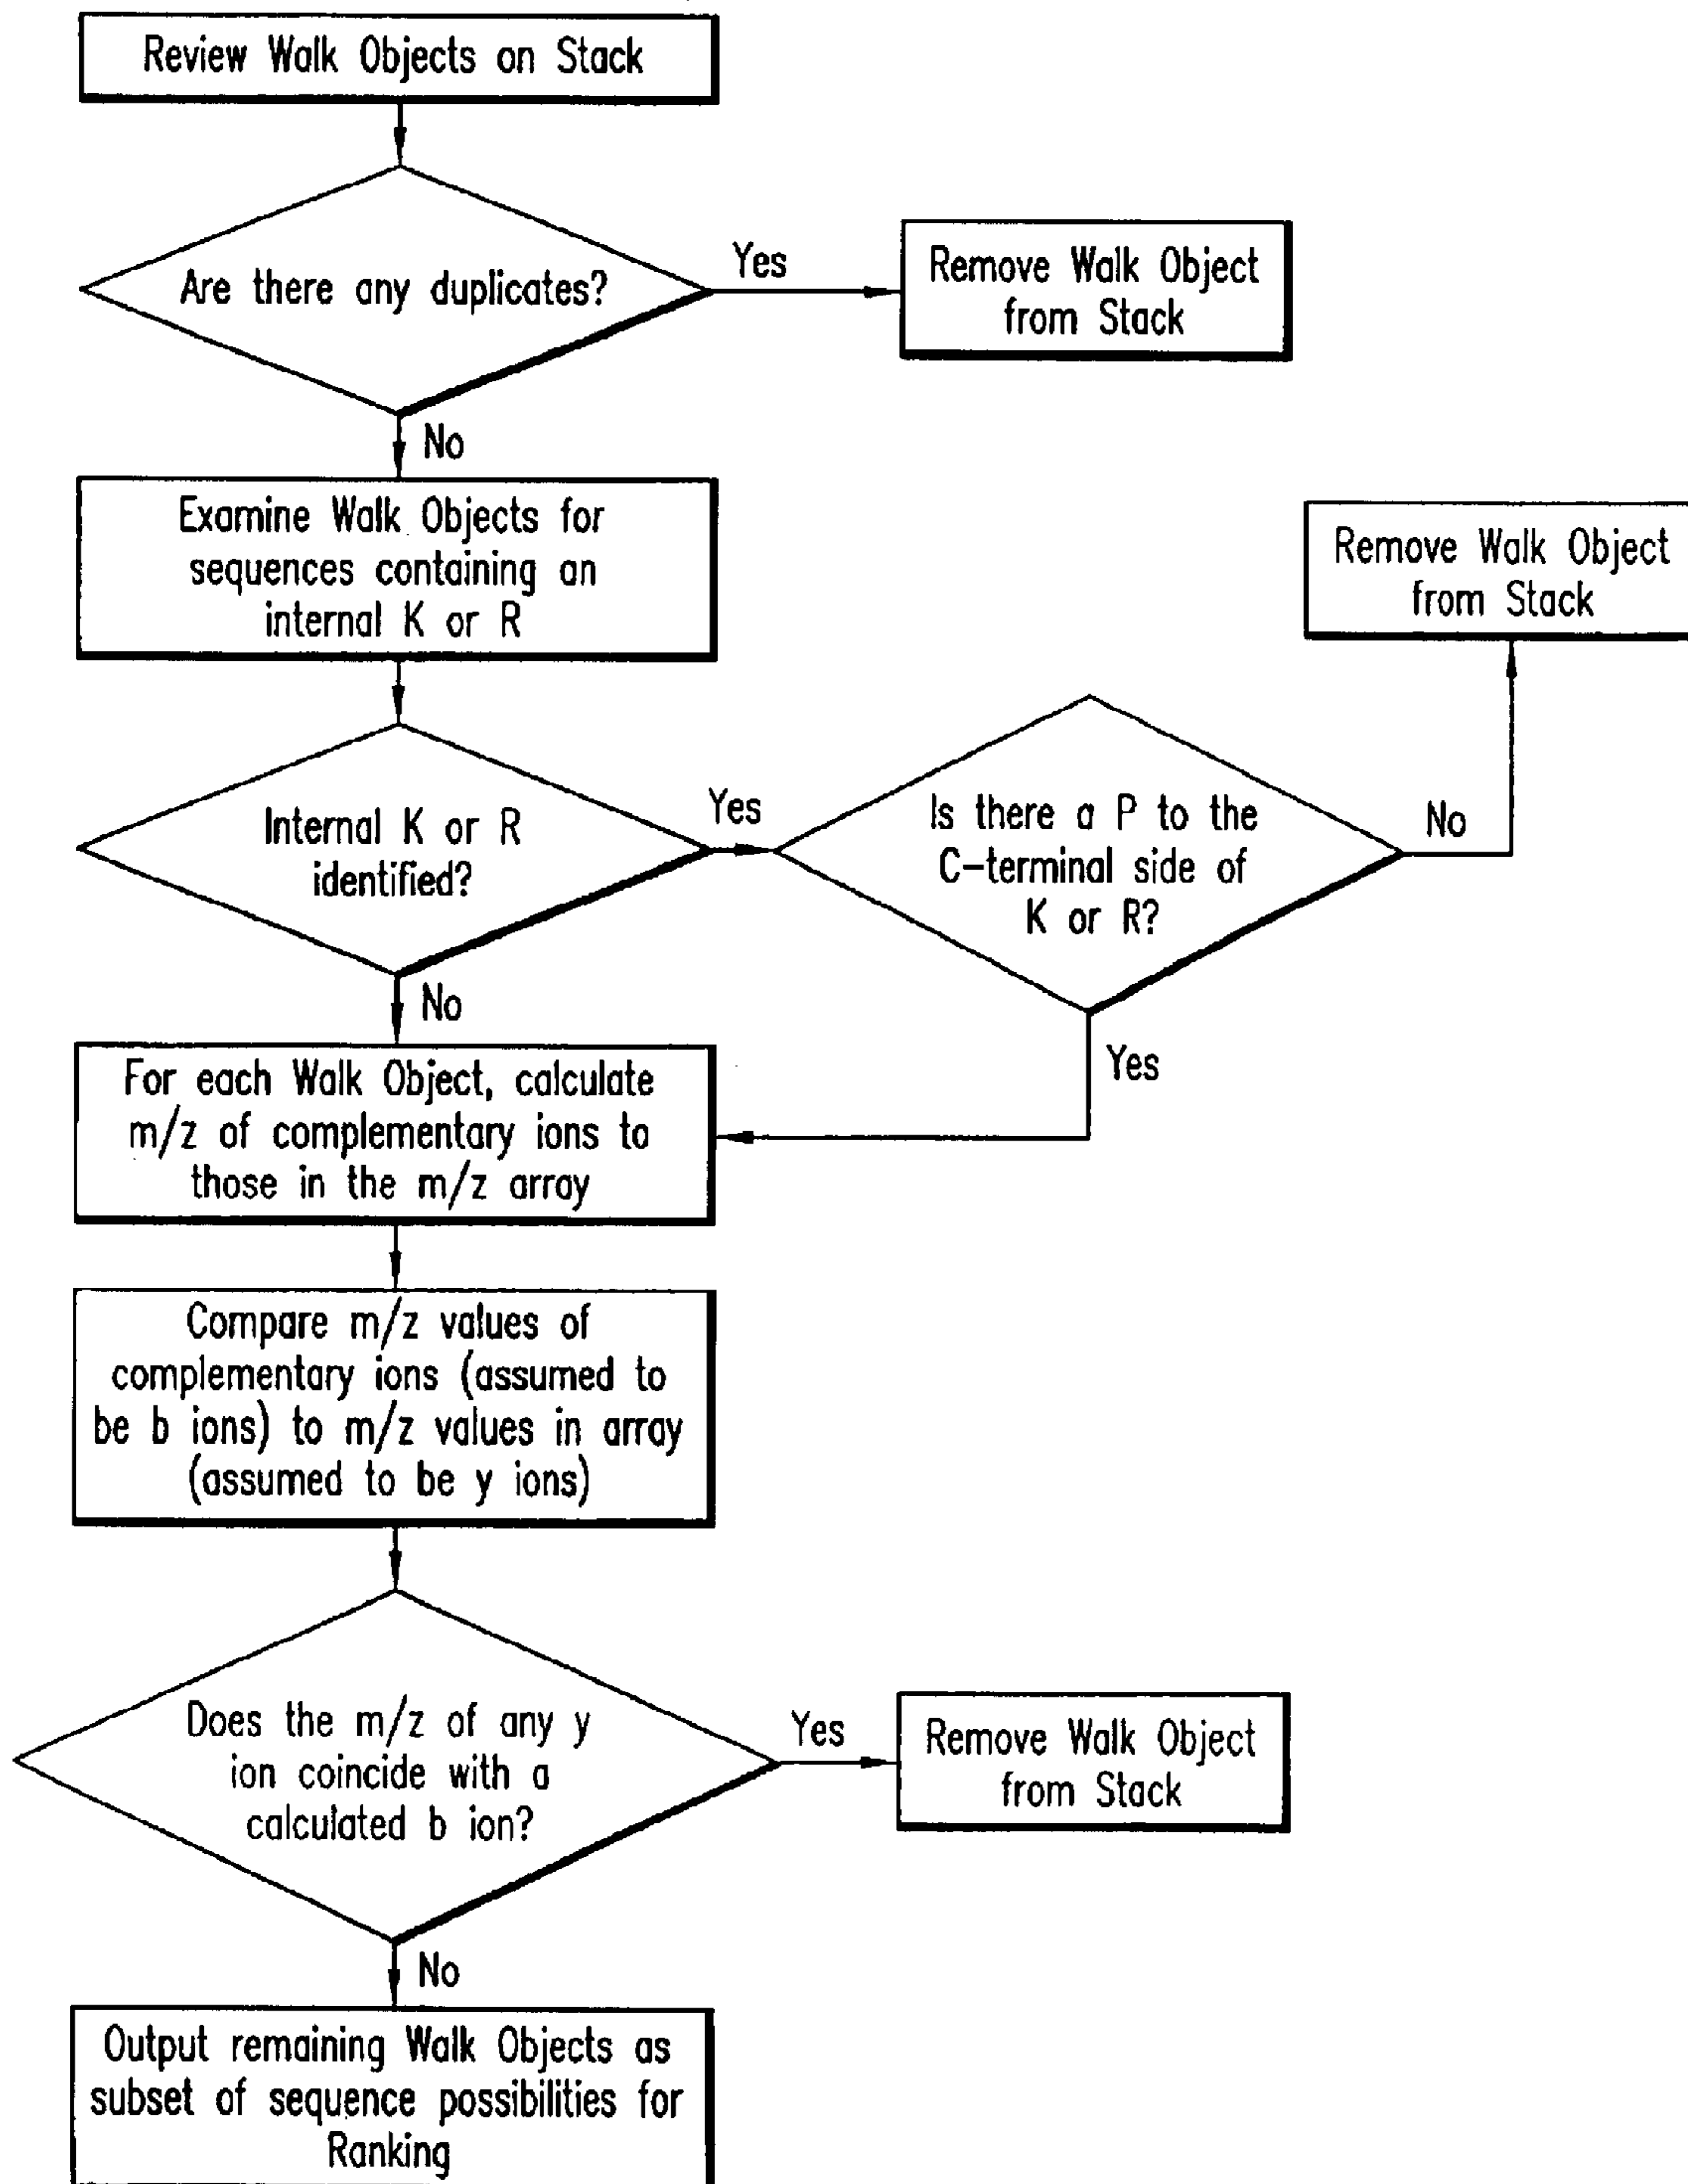 Review Walk Objects on Stack
Are there any duplicates?
Yes
Remove Walk Object
from Stack
No
Examine Walk Objects for
sequences containing an
internal K or R
Remove Walk Object
from Stack
Internal K or R
identified?
Yes
Is there a P to the
C-terminal side of
K or R?
No
No
Yes
For each Walk Object, calculate
m/z of complementary ions to
those in the m/z array
Compare m/z values of
complementary ions (assumed to
be b ions) to m/z values in array
(assumed to be y ions)
Does the m/z of any y
ion coincide with a
calculated b ion?
Yes
Remove Walk Object
from Stack
No
Output remaining Walk Objects as
subset of sequence possibilities for
Ranking